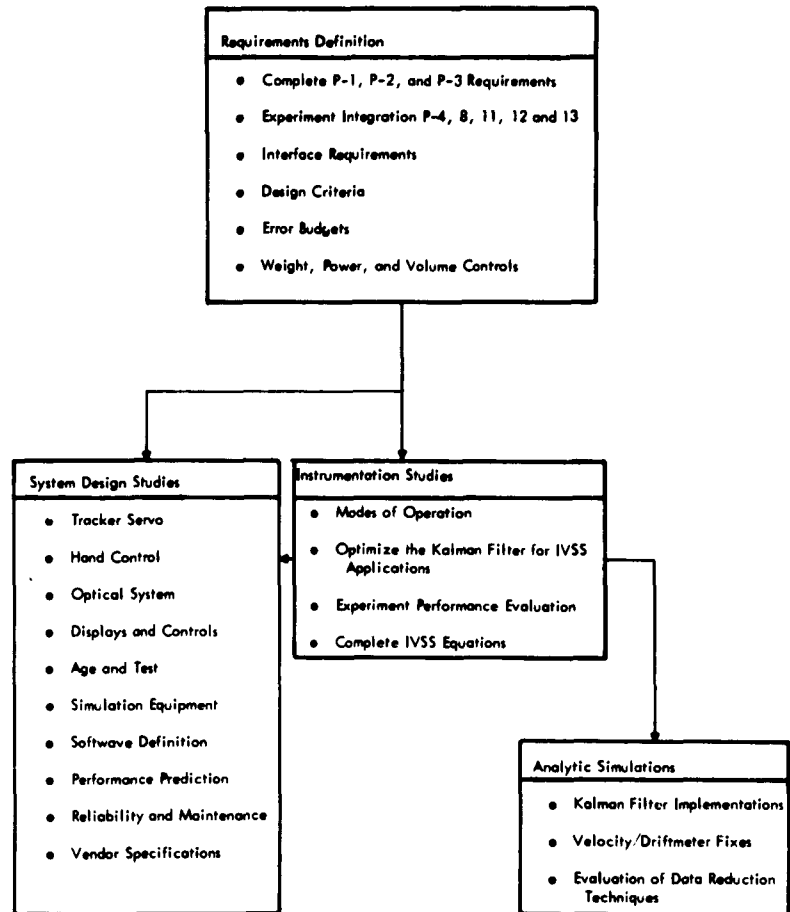 Requirements Definition
• Complete P-1, P-2, and P-3 Requirements
• Experiment Integration P-4, 8, 11, 12 and 13
• Interface Requirements
• Design Criteria
• Error Budgets
• Weight, Power, and Volume Controls
System Design Studies
• Tracker Servo
• Hand Control
• Optical System
• Displays and Controls
• Age and Test
• Simulation Equipment
• Softwave Definition
• Performance Prediction
• Reliability and Maintenance
• Vendor Specifications
Instrumentation Studies
• Modes of Operation
• Optimize the Kalman Filter for IVSS
Applications
• Experiment Performance Evaluation
• Complete IVSS Equations
Analytic Simulations
• Kalman Filter Implementations
• Velocity/Driftmeter Fixes
• Evaluation of Data Reduction
Techniques